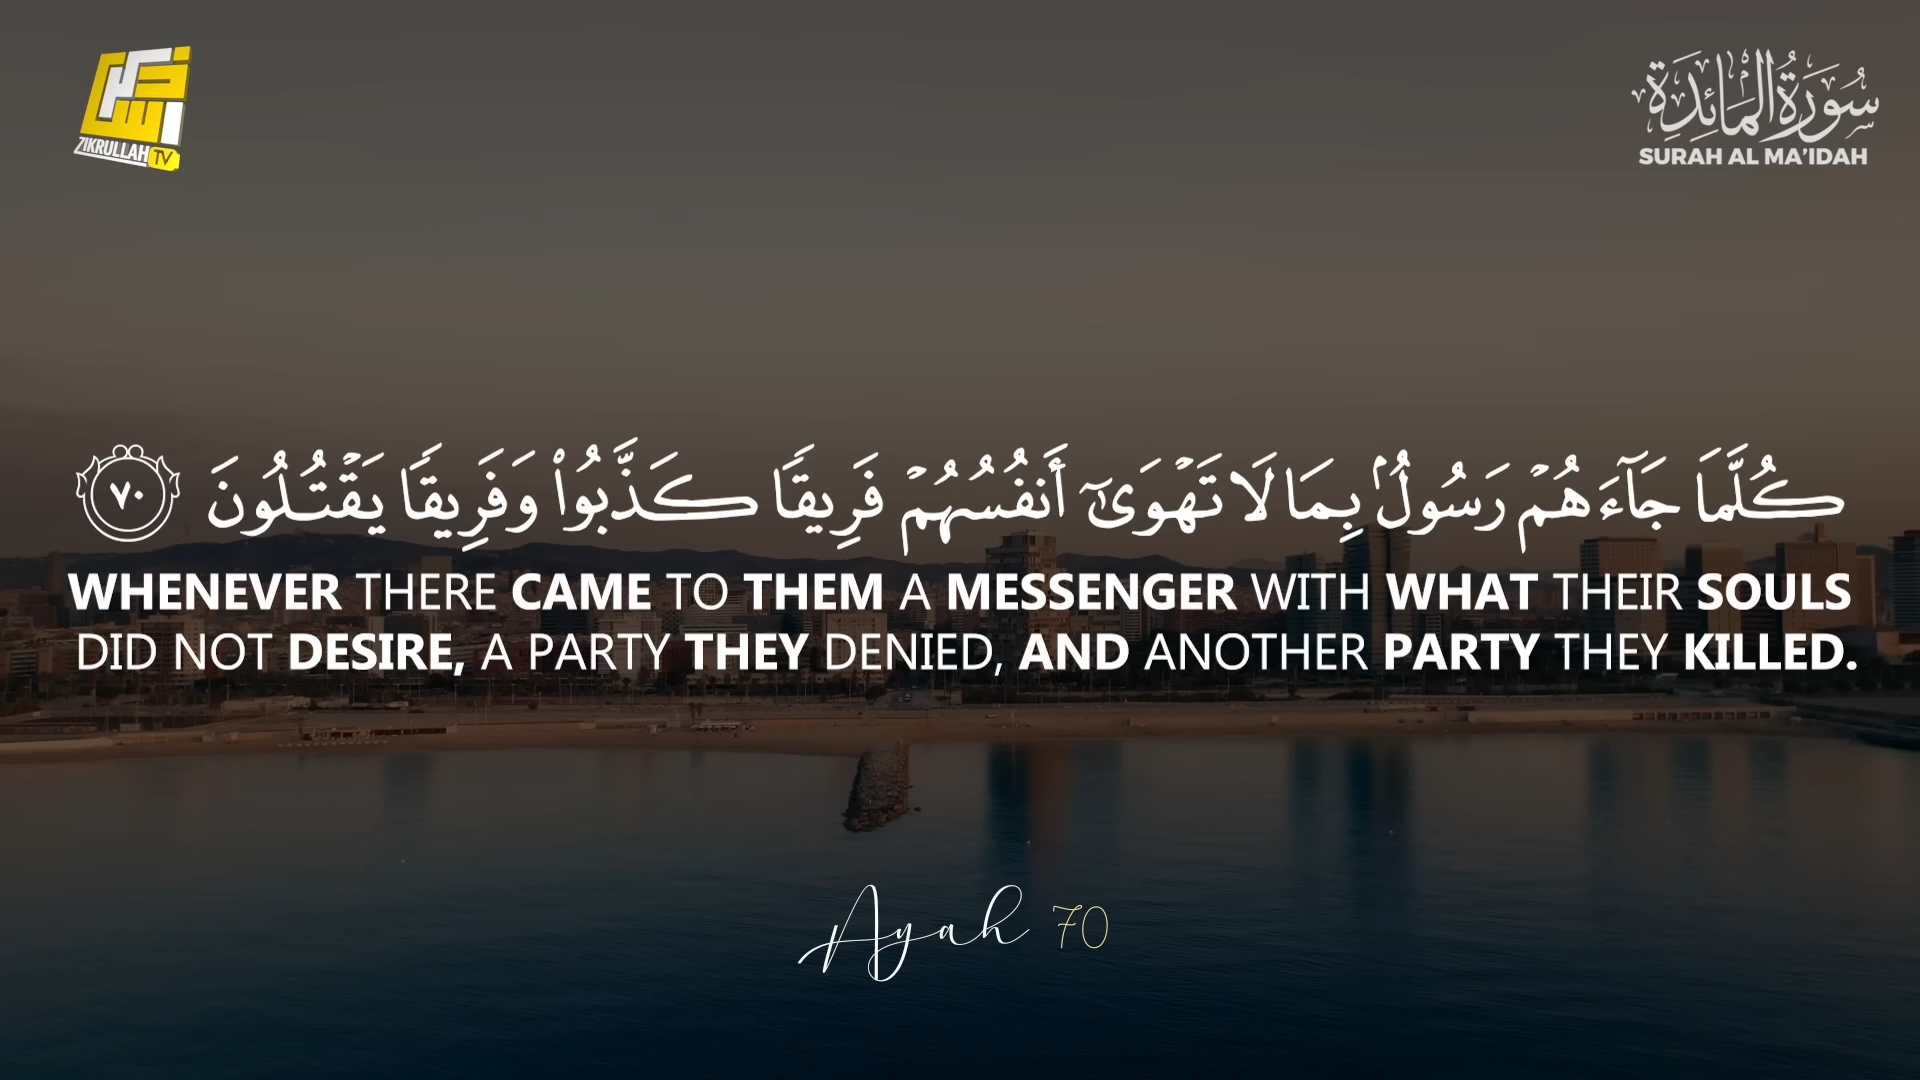 ذكر الله
ZIKRULLAH TV
سُورَةُ المَائِدَة
SURAH AL MA'IDAH
كُلَّمَا جَآءَهُمۡ رَسُولُۢ بِمَا لَا تَهۡوَىٰٓ أَنفُسُهُمۡ فَرِيقٗا كَذَّبُواْ وَفَرِيقٗا يَقۡتُلُونَ ٧٠
WHENEVER THERE CAME TO THEM A MESSENGER WITH WHAT THEIR SOULS
DID NOT DESIRE, A PARTY THEY DENIED, AND ANOTHER PARTY THEY KILLED.
Ayah 70